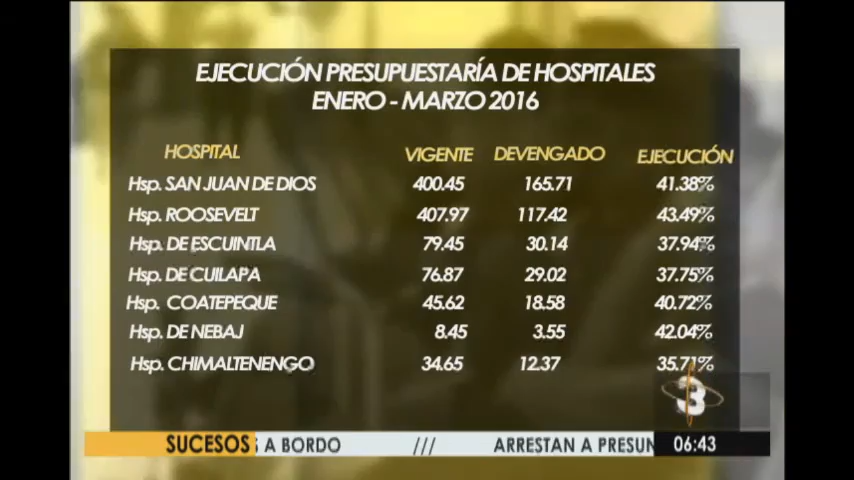 EJECUCIÓN PRESUPUESTARÍA DE HOSPITALES
ENERO - MARZO 2016
HOSPITAL VIGENTE DEVENGADO EJECUCIÓN
Hsp. SAN JUAN DE DIOS 400.45 165.71 41.38%
Hsp. ROOSEVELT 407.97 117.42 43.49%
Hsp. DE ESCUINTLA 79.45 30.14 37.94%
Hsp. DE CUILAPA 76.87 29.02 37.75%
Hsp. COATEPEQUE 45.62 18.58 40.72%
Hsp. DE NEBAJ 8.45 3.55 42.04%
Hsp. CHIMALTENENGO 34.65 12.37 35.71%
3
SUCESOS A BORDO /// ARRESTAN A PRESUN 06:43